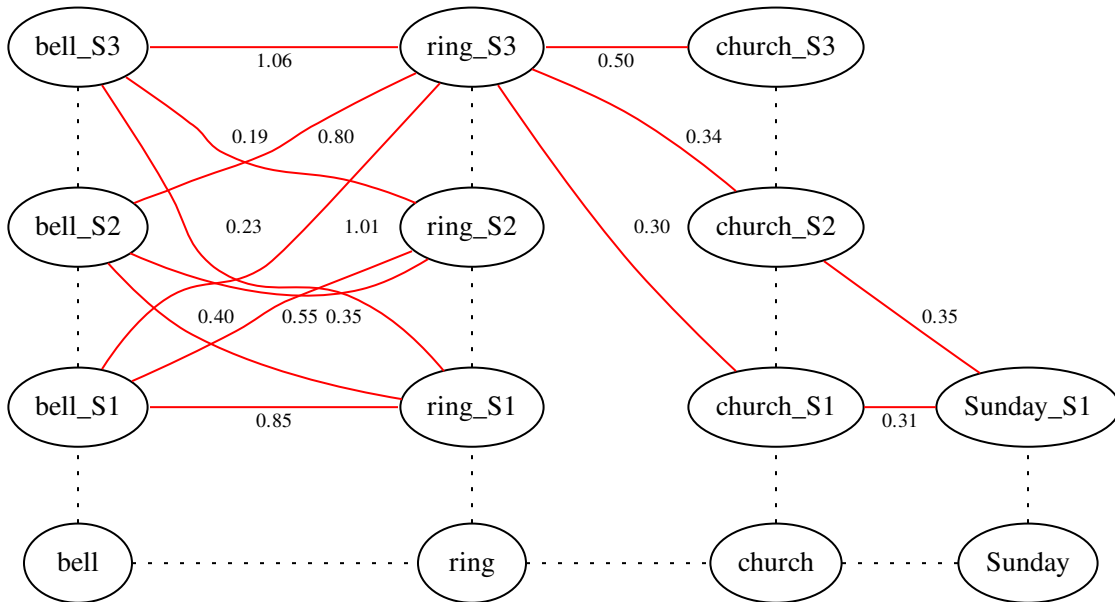 bell_S3
ring_S3
church_S3
1.06
0.50
0.19
0.80
0.34
bell_S2
ring_S2
church_S2
0.23
1.01
0.30
0.40
0.55
0.35
0.35
bell_S1
ring_S1
church_S1
Sunday_S1
0.85
0.31
bell
ring
church
Sunday